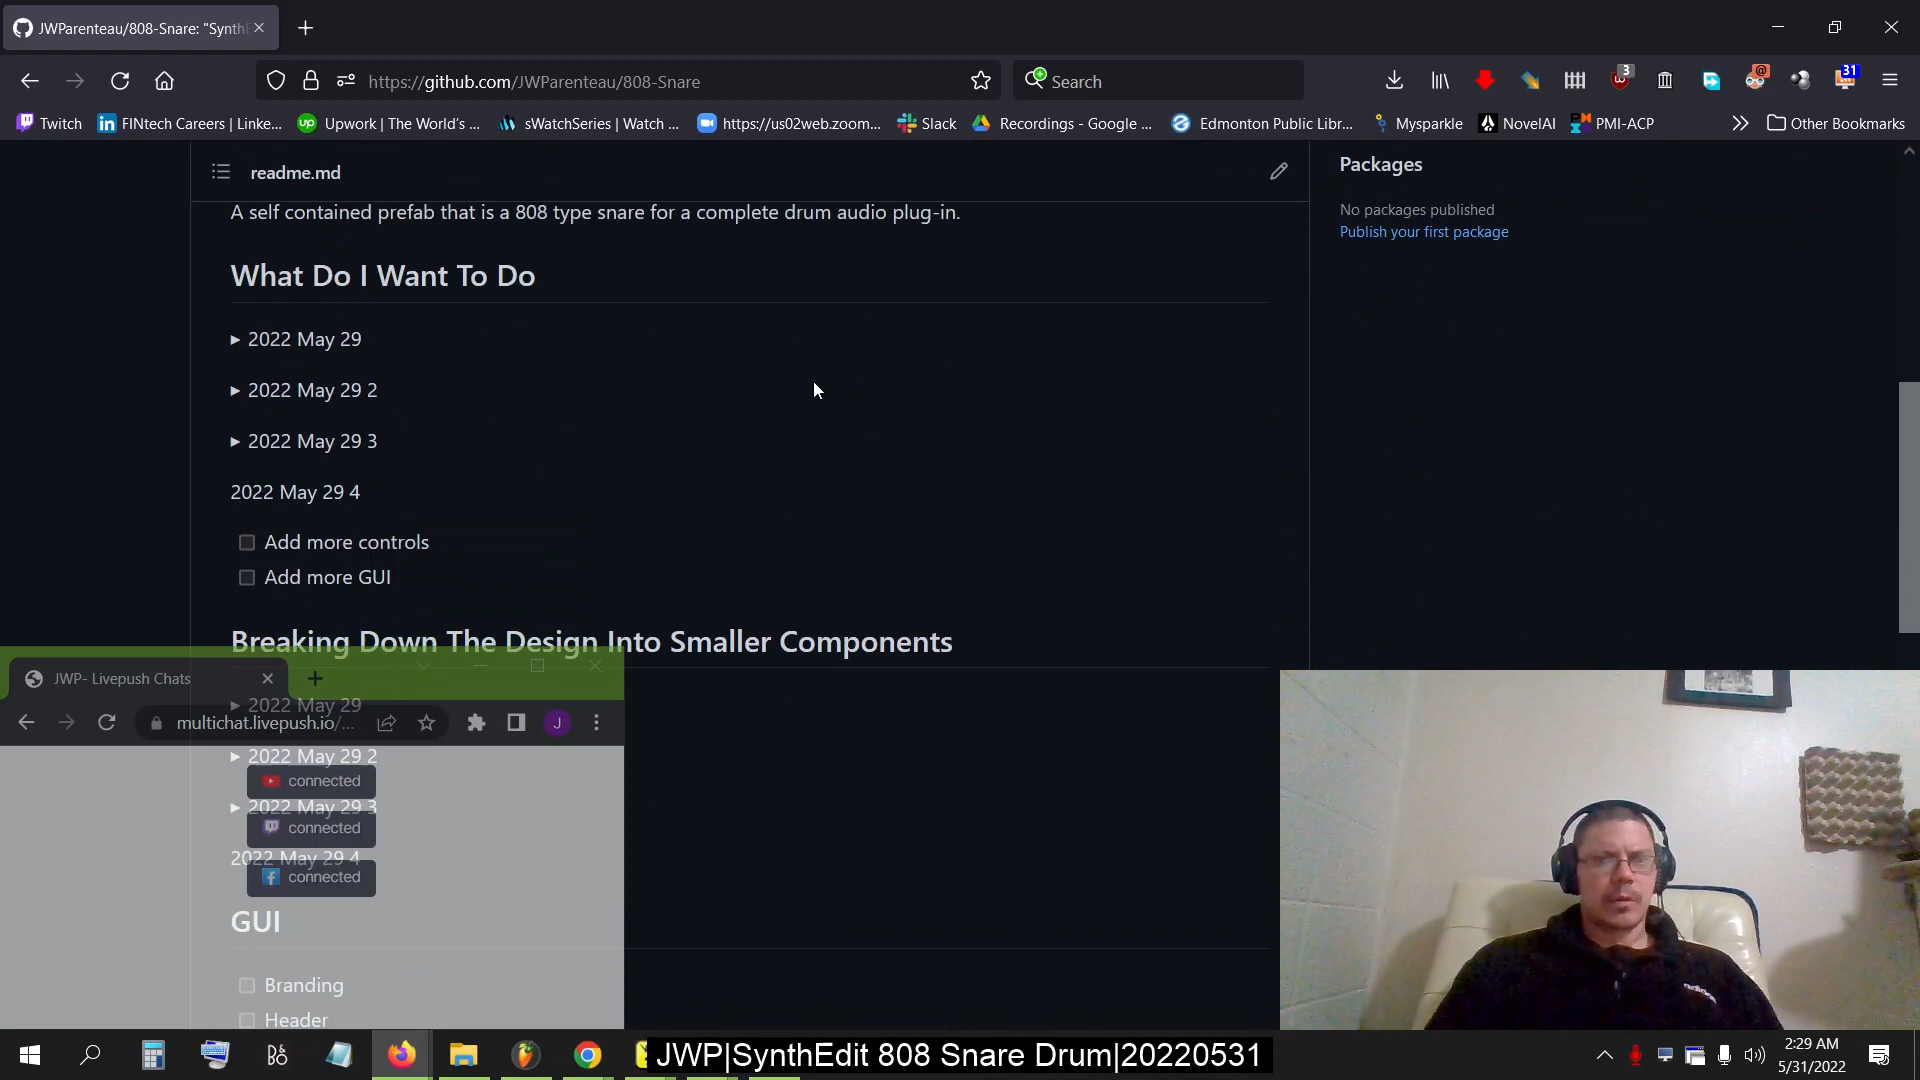 JWParenteau/808-Snare: "SynthE
https://github.com/JWParenteau/808-Snare
Search
3
@
31
Twitch
FINtech Careers | Linke...
Upwork | The World's ...
sWatchSeries | Watch ...
https://us02web.zoom...
Slack
Recordings - Google ...
Edmonton Public Libr...
Mysparkle
NovelAI
PMI-ACP
Other Bookmarks
readme.md
Packages
No packages published
Publish your first package
A self contained prefab that is a 808 type snare for a complete drum audio plug-in.
What Do I Want To Do
2022 May 29
2022 May 29 2
2022 May 29 3
2022 May 29 4
Add more controls
Add more GUI
Breaking Down The Design Into Smaller Components
JWP- Livepush Chats
2022 May 29
multichat.livepush.io/...
J
2022 May 29 2
connected
2022 May 29 3
connected
2022 May 29 4
connected
GUI
Branding
Header
adidas
JWP|SynthEdit 808 Snare Drum|20220531
2:29 AM
5/31/2022